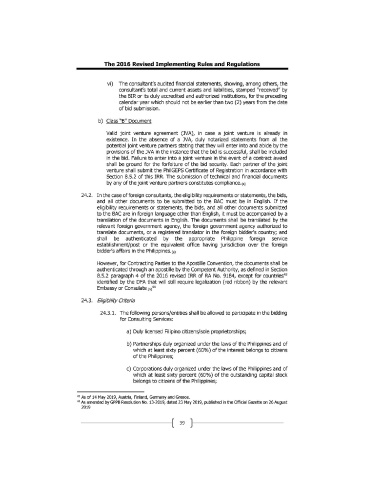 The 2016 Revised Implementing Rules and Regulations
vi) The consultant's audited financial statements, showing, among others, the
consultant's total and current assets and liabilities, stamped "received" by
the BIR or its duly accredited and authorized institutions, for the preceding
calendar year which should not be earlier than two (2) years from the date
of bid submission.
b) Class "B" Document
Valid joint venture agreement (JVA), in case a joint venture is already in
existence. In the absence of a JVA, duly notarized statements from all the
potential joint venture partners stating that they will enter into and abide by the
provisions of the JVA in the instance that the bid is successful, shall be included
in the bid. Failure to enter into a joint venture in the event of a contract award
shall be ground for the forfeiture of the bid security. Each partner of the joint
venture shall submit the PhilGEPS Certificate of Registration in accordance with
Section 8.5.2 of this IRR. The submission of technical and financial documents
by any of the joint venture partners constitutes compliance.(a)
24.2. In the case of foreign consultants, the eligibility requirements or statements, the bids,
and all other documents to be submitted to the BAC must be in English. If the
eligibility requirements or statements, the bids, and all other documents submitted
to the BAC are in foreign language other than English, it must be accompanied by a
translation of the documents in English. The documents shall be translated by the
relevant foreign government agency, the foreign government agency authorized to
translate documents, or a registered translator in the foreign bidder's country; and
shall be authenticated by the appropriate Philippine foreign service
establishment/post or the equivalent office having jurisdiction over the foreign
bidder's affairs in the Philippines.
However, for Contracting Parties to the Apostille Convention, the documents shall be
authenticated through an apostille by the Competent Authority, as defined in Section
8.5.2 paragraph 4 of the 2016 revised IRR of RA No. 9184, except for countries
identified by the DFA that will still require legalization (red ribbon) by the relevant
Embassy or Consulate.
24.3. Eligibility Criteria
24.3.1. The following persons/entities shall be allowed to participate in the bidding
for Consulting Services:
a) Duly licensed Filipino citizens/sole proprietorships;
b) Partnerships duly organized under the laws of the Philippines and of
which at least sixty percent (60%) of the interest belongs to citizens
of the Philippines;
c) Corporations duly organized under the laws of the Philippines and of
which at least sixty percent (60%) of the outstanding capital stock
belongs to citizens of the Philippines;
As of 14 May 2019, Austria, Finland, Germany and Greece.
As amended by GPPB Resolution No. 13-2019, dated 23 May 2019, published in the Official Gazette on 26 August
2019